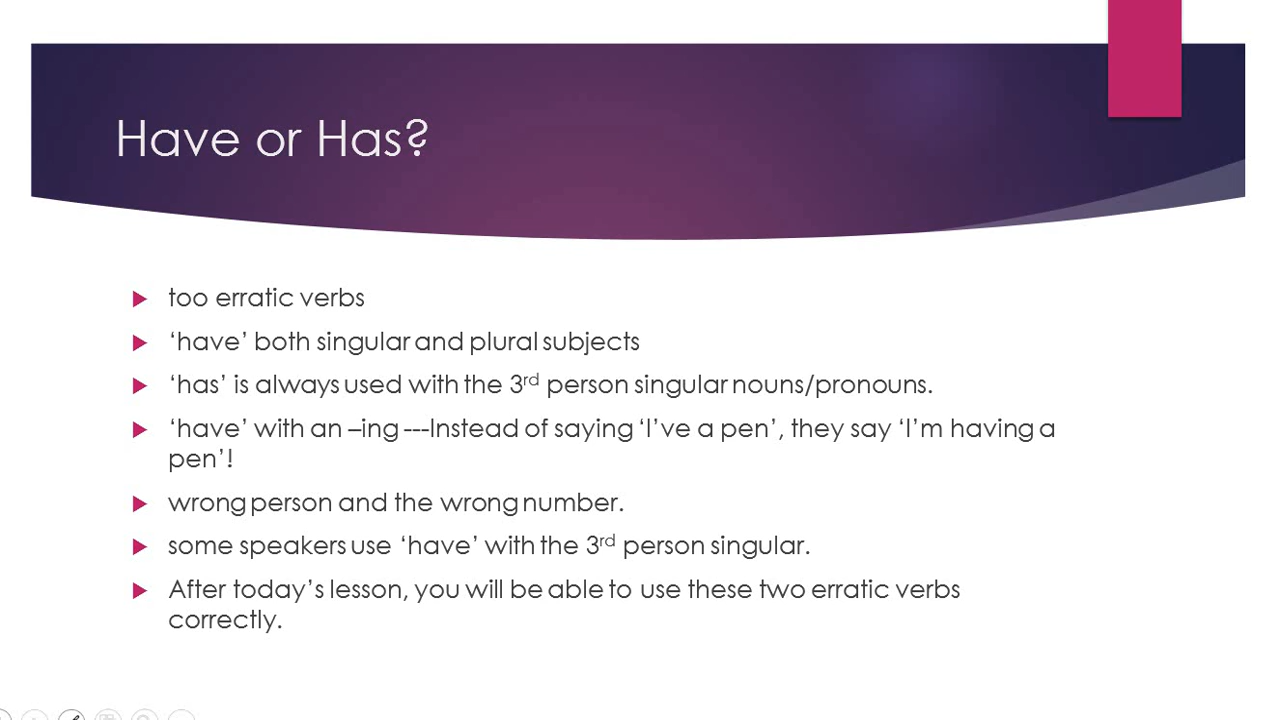 Have or Has?
too erratic verbs
‘have’ both singular and plural subjects
‘has’ is always used with the 3rd person singular nouns/pronouns.
‘have’ with an –ing ---Instead of saying ‘I’ve a pen’, they say ‘I’m having a
pen’!
wrong person and the wrong number.
some speakers use ‘have’ with the 3rd person singular.
After today’s lesson, you will be able to use these two erratic verbs
correctly.